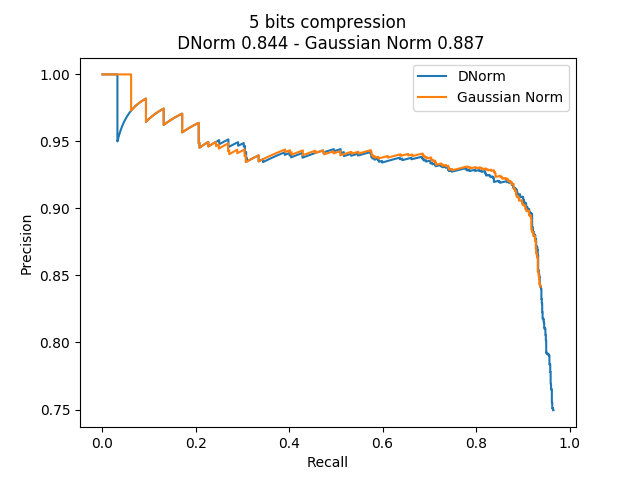 5 bits compression
DNorm 0.844 - Gaussian Norm 0.887
DNorm
Gaussian Norm
1.00
0.95
0.90
0.85
0.80
0.75
Precision
0.0
0.2
0.4
0.6
0.8
1.0
Recall